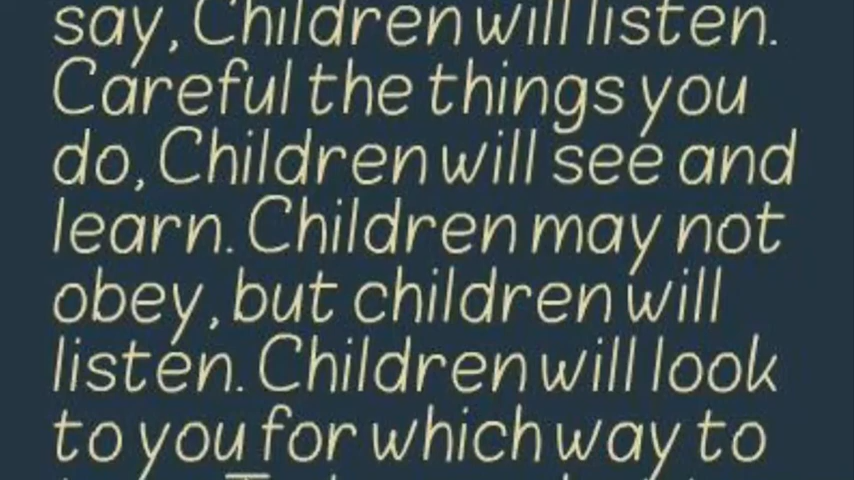 say, Children will listen.
Careful the things you
do, Children will see and
learn. Children may not
obey, but children will
listen. Children will look
to you for which way to